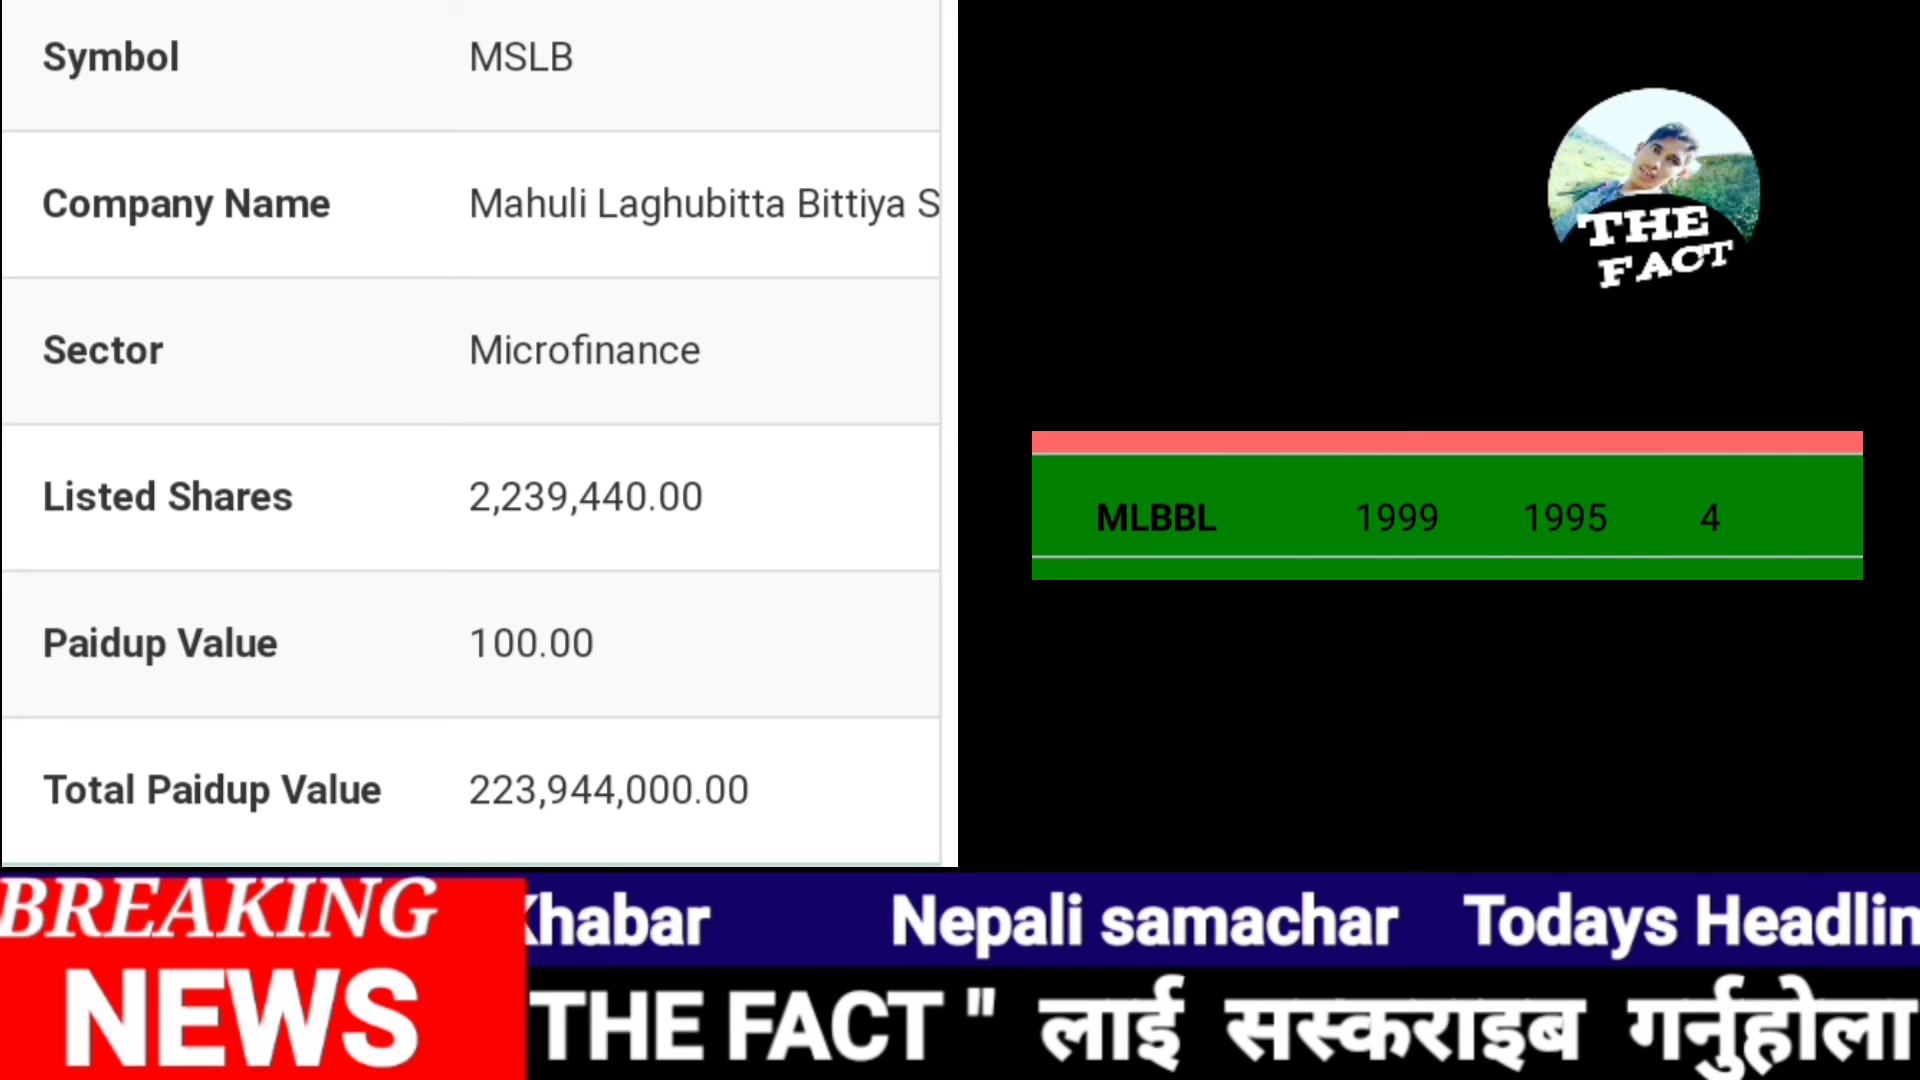 Symbol MSLB
Company Name Mahuli Laghubitta Bittiya S
Sector Microfinance
Listed Shares 2,239,440.00
Paidup Value 100.00
Total Paidup Value 223,944,000.00
THE
FACT
MLBBL 1999 1995 4
BREAKING
NEWS
Khabar Nepali samachar Todays Headlin
THE FACT " लाई सस्कराइब गर्नुहोला